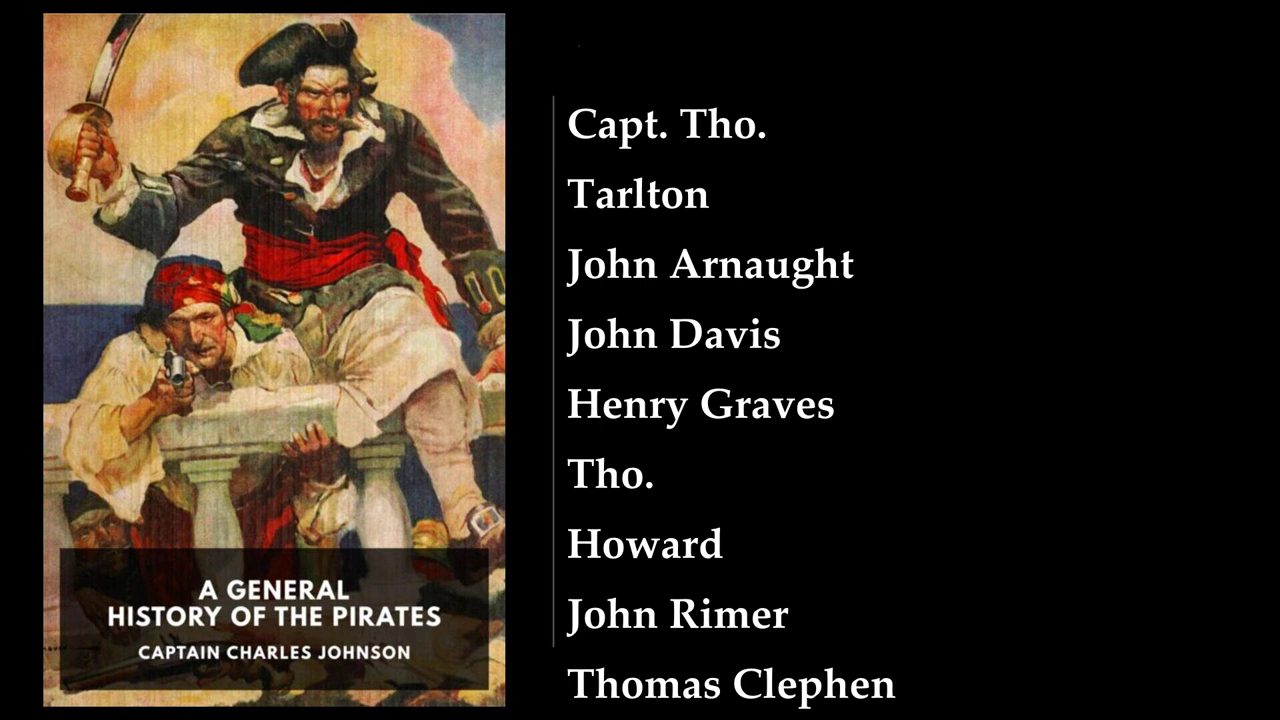 A GENERAL
HISTORY OF THE PIRATES
CAPTAIN CHARLES JOHNSON
Capt. Tho.
Tarlton
John Arnaught
John Davis
Henry Graves
Tho.
Howard
John Rimer
Thomas Clephen